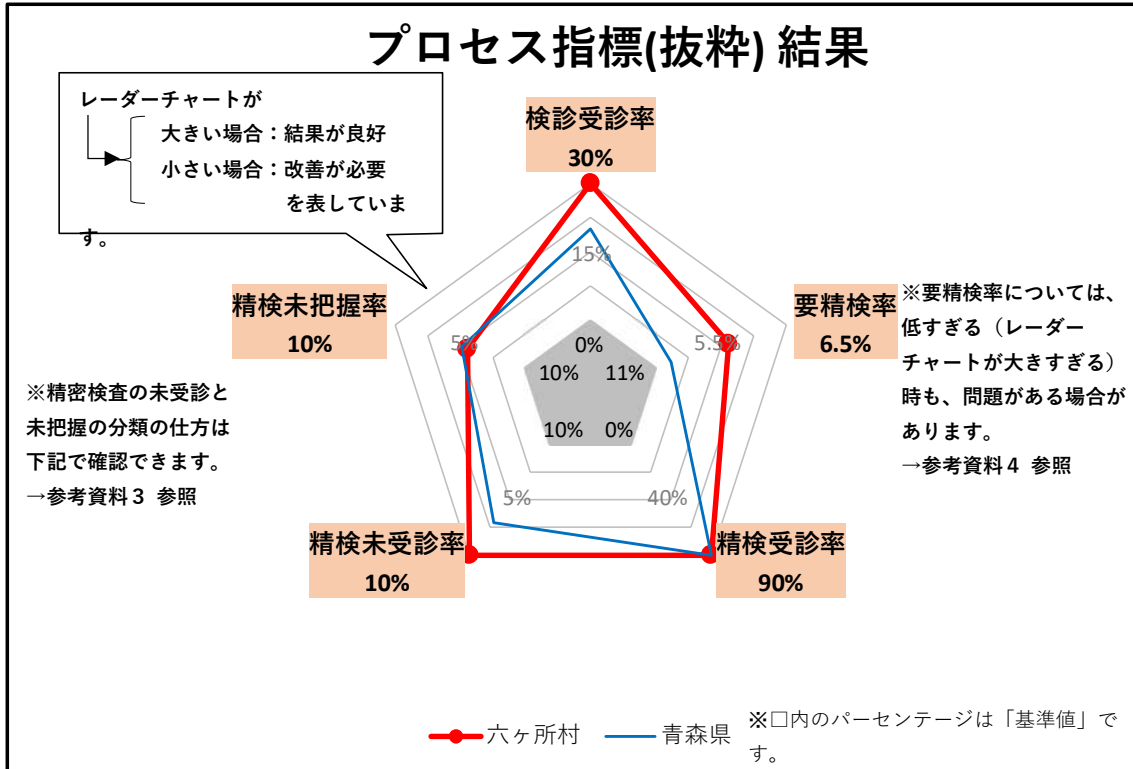 プロセス指標(抜粋) 結果
レーダーチャートが
大きい場合：結果が良好
小さい場合：改善が必要
を表していま
す。
検診受診率
30%
15%
精検未把握率
10%
5%
要精検率
6.5%
5.5%
※要精検率については、
低すぎる（レーダー
チャートが大きすぎる）
時も、問題がある場合が
あります。
→参考資料４ 参照
0%
10%
11%
10%
0%
※精密検査の未受診と
未把握の分類の仕方は
下記で確認できます。
→参考資料３ 参照
5%
40%
精検未受診率
10%
精検受診率
90%
六ヶ所村
青森県
※□内のパーセンテージは「基準値」で
す。